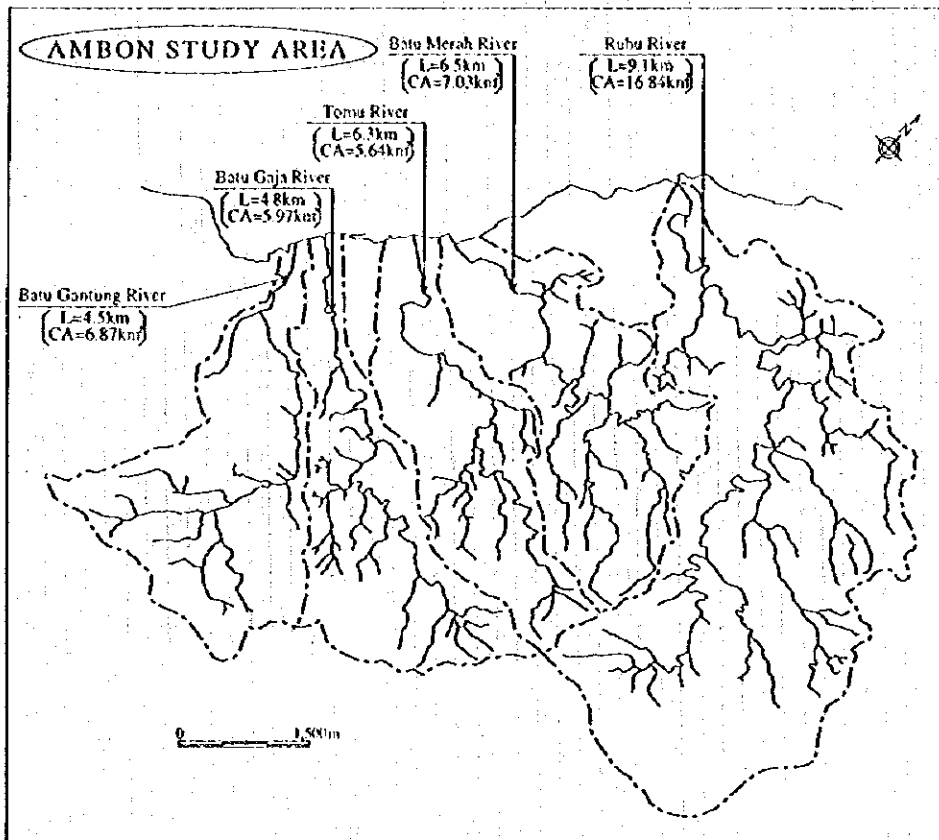 AMBON STUDY AREA
Batu Merah River
L=6.5km
CA=7.03km²
Ruhu River
L=9.1km
CA=16.84km²
Tomu River
L=6.3km
CA=5.64km²
Batu Gaja River
L=4.8km
CA=5.97km²
Batu Gantung River
L=4.5km
CA=6.87km²
N
0 1,500m